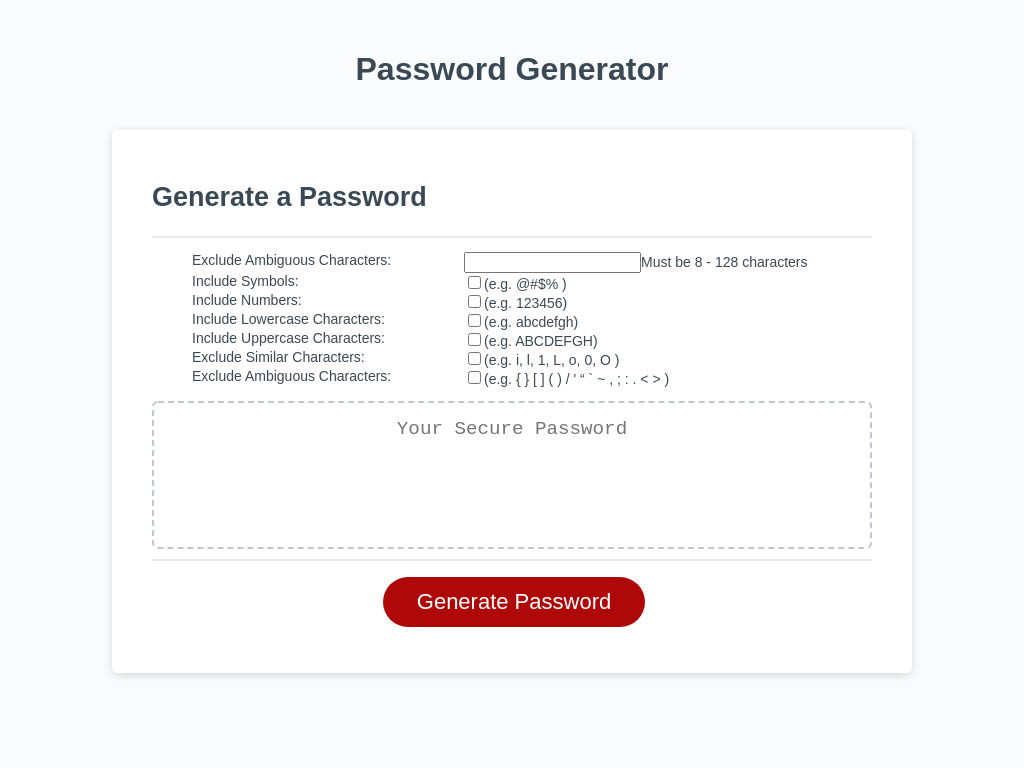 Password Generator
Generate a Password
Exclude Ambiguous Characters: Must be 8 - 128 characters
Include Symbols: (e.g. @#$% )
Include Numbers: (e.g. 123456)
Include Lowercase Characters: (e.g. abcdefgh)
Include Uppercase Characters: (e.g. ABCDEFGH)
Exclude Similar Characters: (e.g. i, l, 1, L, o, 0, O )
Exclude Ambiguous Characters: (e.g. { } [ ] ( ) / ' “ ` ~ , ; : . < > )
Your Secure Password
Generate Password